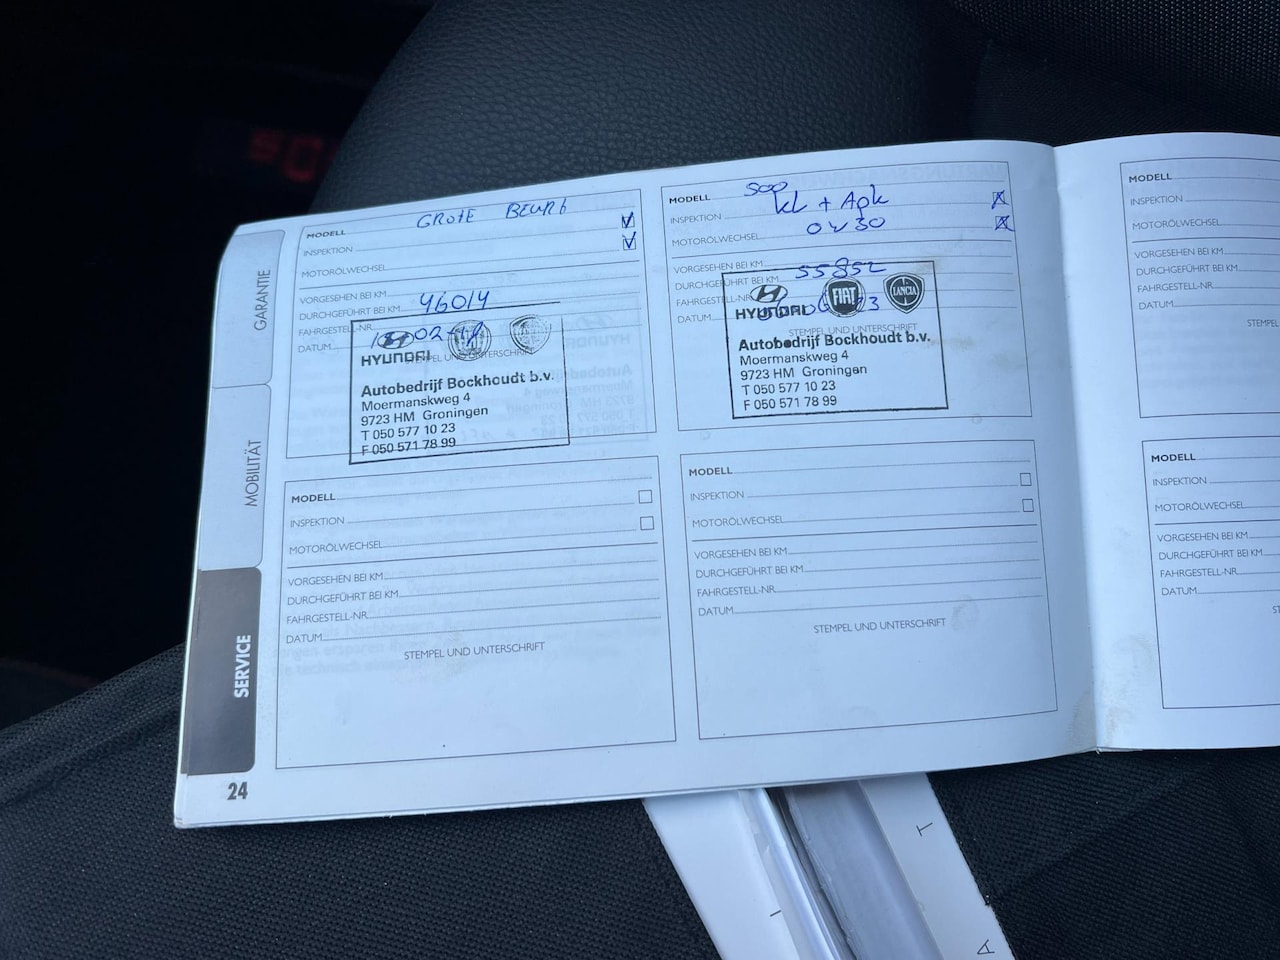 GARANTIE
MOBILITÄT
SERVICE
24
GROTE BEURT
MODELL
INSPEKTION
MOTORÖLWECHSEL
VORGESEHEN BEI KM
DURCHGEFÜHRT BEI KM 46014
FAHRGESTELL-NR.
DATUM
STEMPEL UND UNTERSCHRIFT
HYUNDAI
Autobedrijf Bockhoudt b.v.
Moermanskweg 4
9723 HM Groningen
T 050 577 10 23
F 050 571 78 99
MODELL 500
INSPEKTION KL + Apk
MOTORÖLWECHSEL 0W30
VORGESEHEN BEI KM
DURCHGEFÜHRT BEI KM 55852
FAHRGESTELL-NR.
DATUM
STEMPEL UND UNTERSCHRIFT
HYUNDAI FIAT LANCIA
Autobedrijf Bockhoudt b.v.
Moermanskweg 4
9723 HM Groningen
T 050 577 10 23
F 050 571 78 99
MODELL
INSPEKTION
MOTORÖLWECHSEL
VORGESEHEN BEI KM
DURCHGEFÜHRT BEI KM
FAHRGESTELL-NR.
DATUM
STEMPEL UND UNTERSCHRIFT
MODELL
INSPEKTION
MOTORÖLWECHSEL
VORGESEHEN BEI KM
DURCHGEFÜHRT BEI KM
FAHRGESTELL-NR.
DATUM
STEMPEL UND UNTERSCHRIFT
MODELL
INSPEKTION
MOTORÖLWECHSEL
VORGESEHEN BEI KM
DURCHGEFÜHRT BEI KM
FAHRGESTELL-NR.
DATUM
STEM
MODELL
INSPEKTION
MOTORÖLWECHSEL
VORGESEHEN BEI KM
DURCHGEFÜHRT BEI KM
FAHRGESTELL-NR.
DATUM